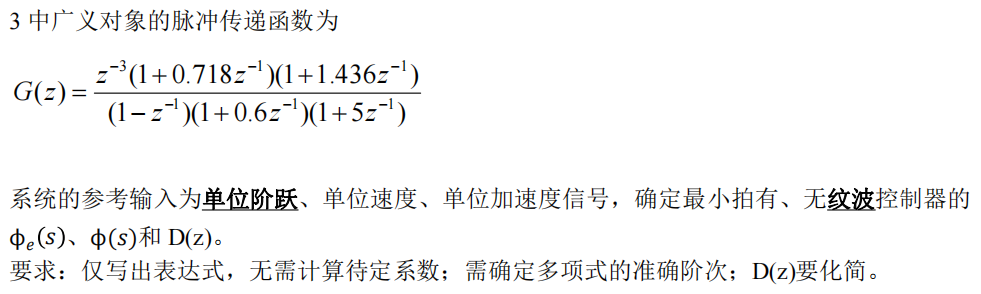 3 中广义对象的脉冲传递函数为
G(z) = \frac{z^{-3}(1+0.718z^{-1})(1+1.436z^{-1})}{(1-z^{-1})(1+0.6z^{-1})(1+5z^{-1})}
系统的参考输入为单位阶跃、单位速度、单位加速度信号，确定最小拍有、无纹波控制器的
ϕₑ(s)、ϕ(s)和 D(z)。
要求：仅写出表达式，无需计算待定系数；需确定多项式的准确阶次；D(z)要化简。